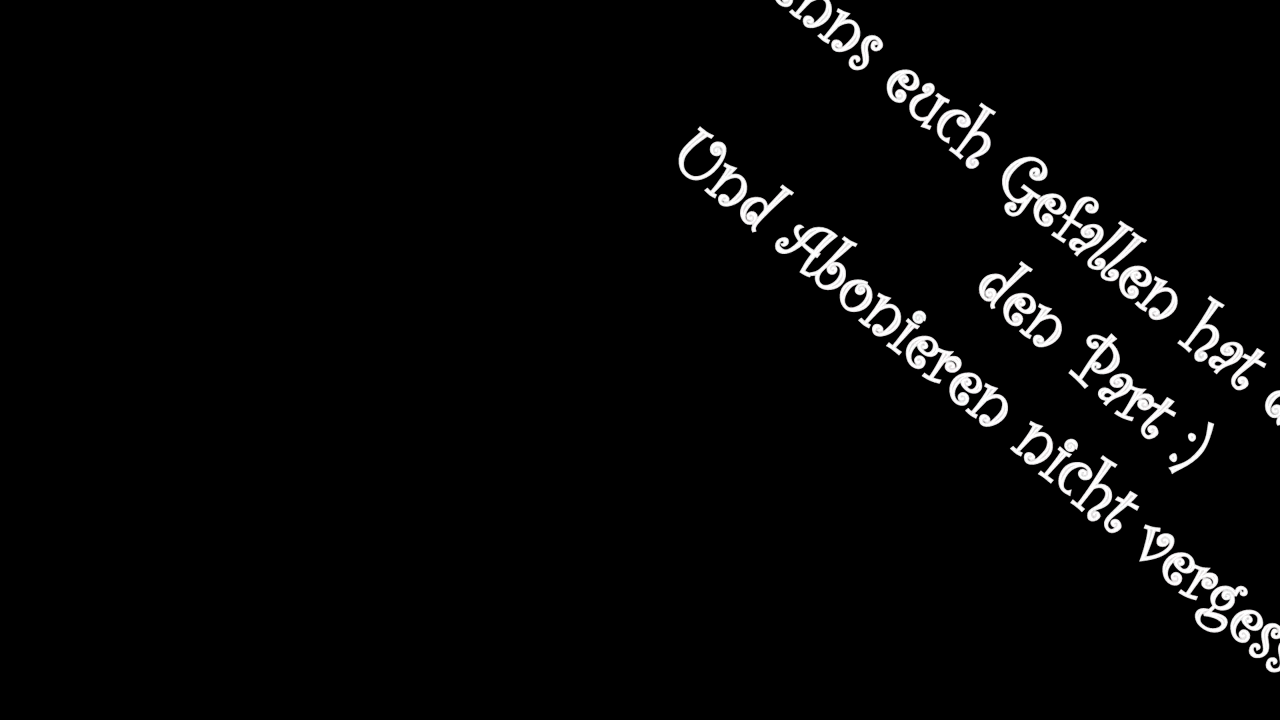 euch Gefallen hat
den Part :)
Und Abonieren nicht